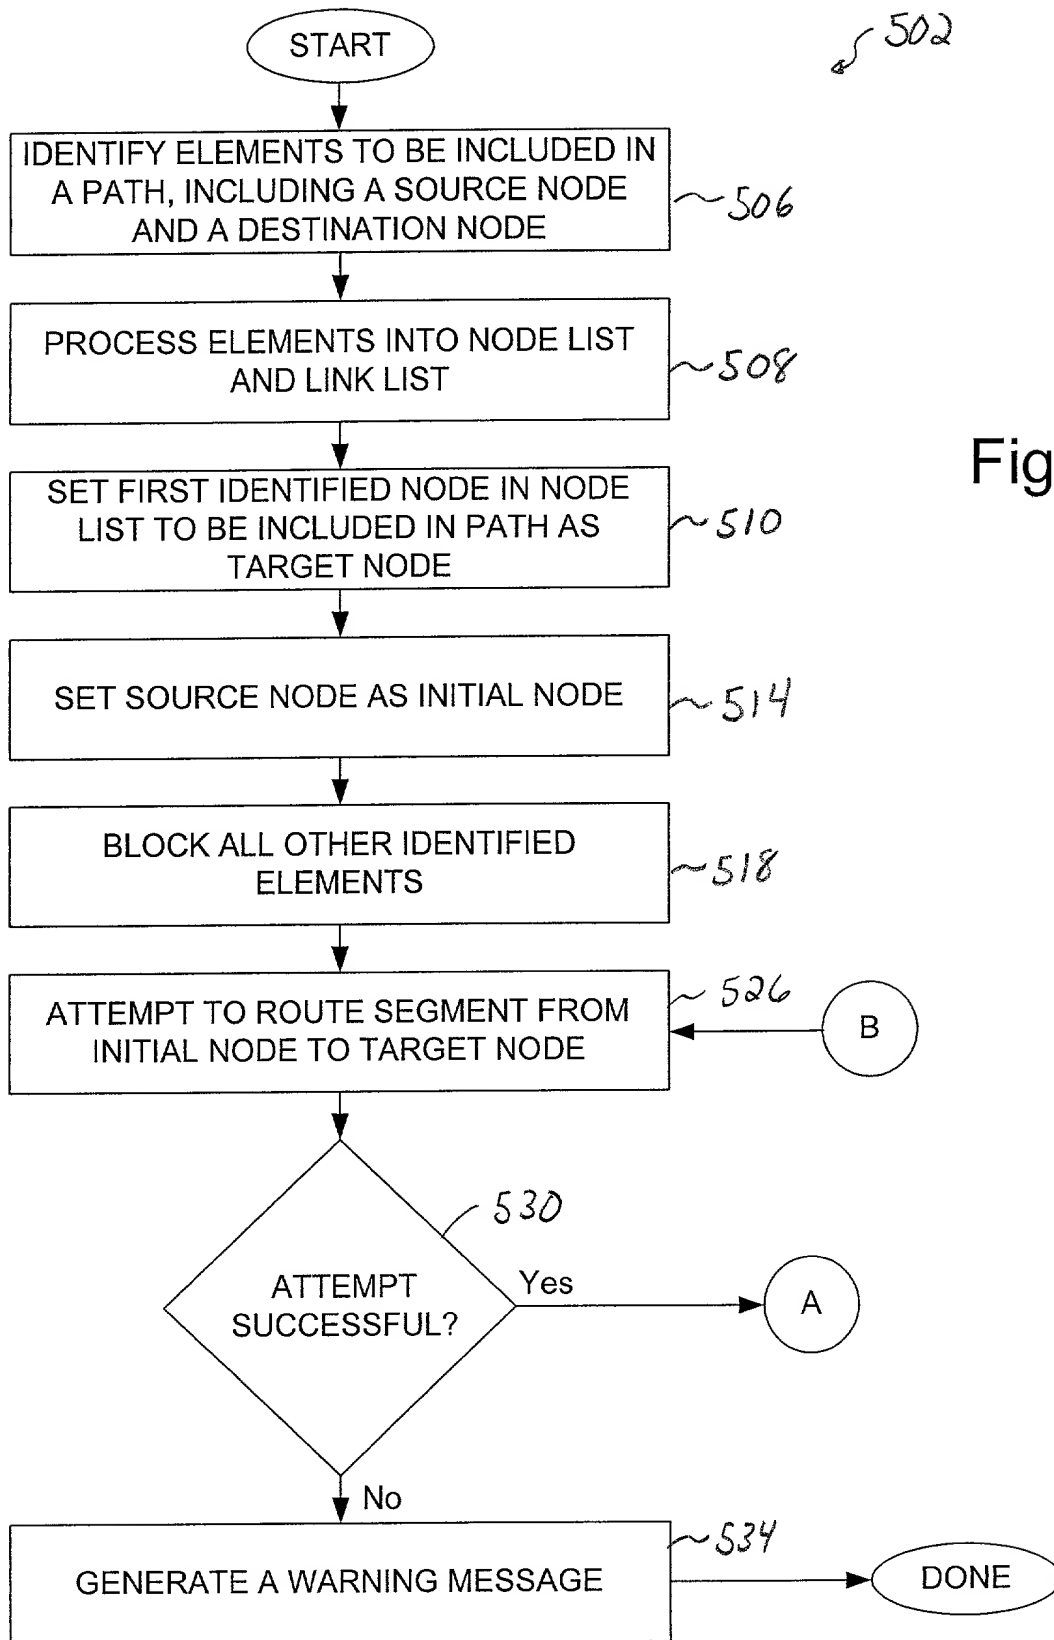 START
502
IDENTIFY ELEMENTS TO BE INCLUDED IN
A PATH, INCLUDING A SOURCE NODE
AND A DESTINATION NODE
506
PROCESS ELEMENTS INTO NODE LIST
AND LINK LIST
508
Fig
SET FIRST IDENTIFIED NODE IN NODE
LIST TO BE INCLUDED IN PATH AS
TARGET NODE
510
SET SOURCE NODE AS INITIAL NODE
514
BLOCK ALL OTHER IDENTIFIED
ELEMENTS
518
ATTEMPT TO ROUTE SEGMENT FROM
INITIAL NODE TO TARGET NODE
526
B
530
ATTEMPT
SUCCESSFUL?
Yes
A
No
GENERATE A WARNING MESSAGE
534
DONE